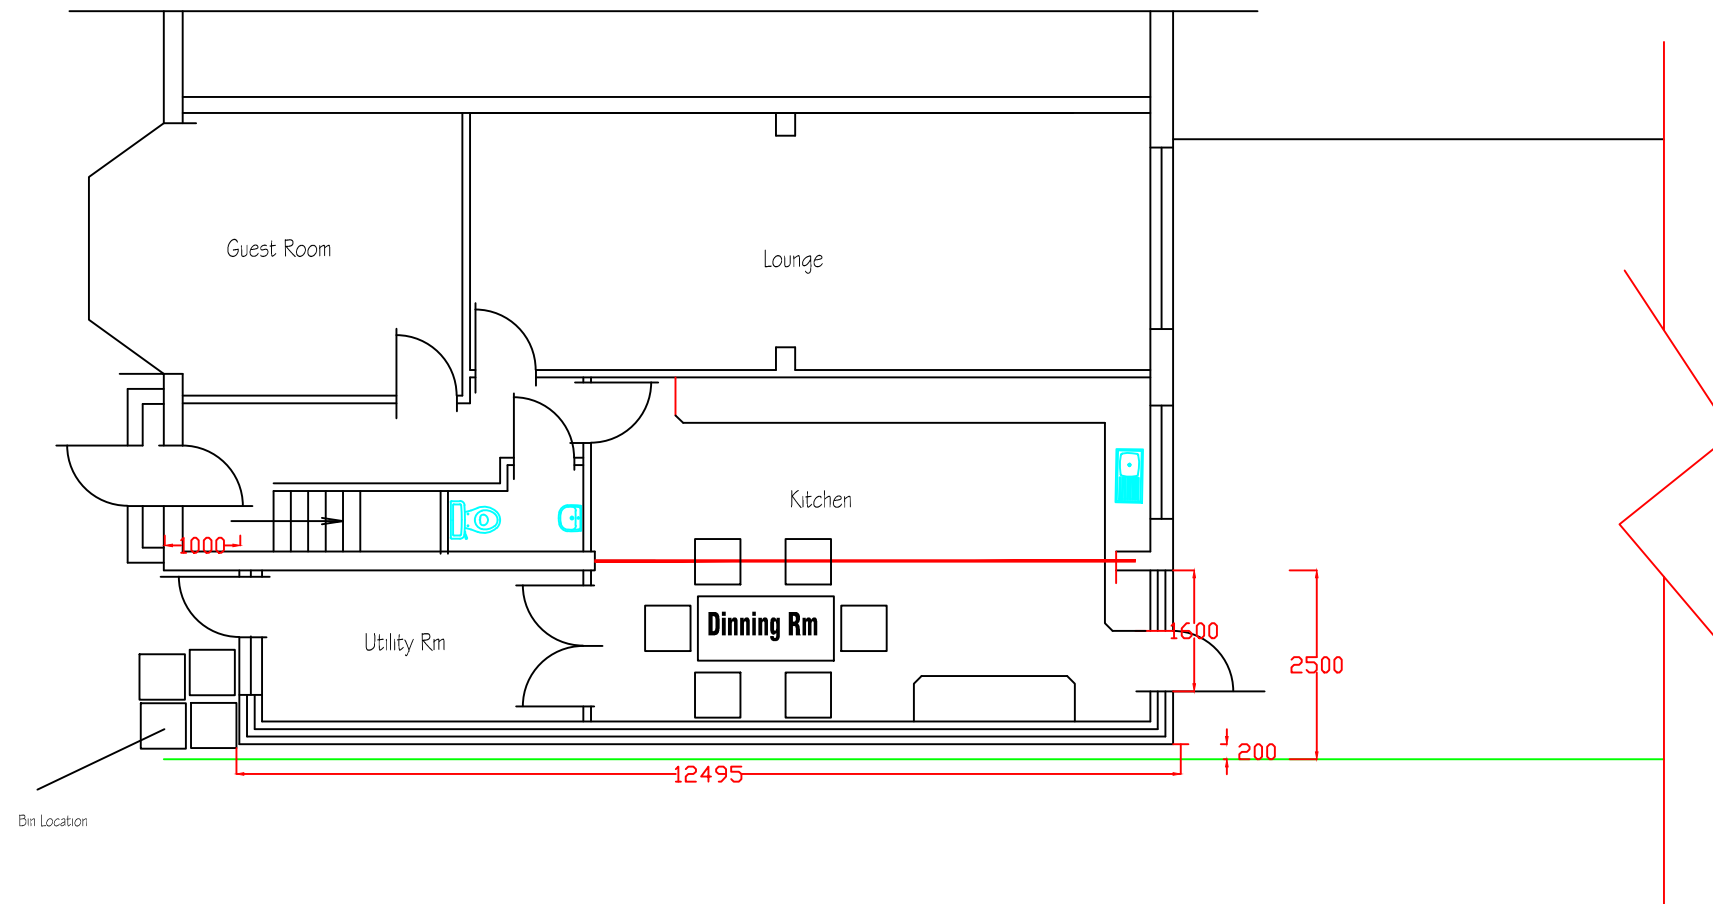 Guest Room
Lounge
Kitchen
1000
Dinning Rm
Utility Rm
1600
2500
200
12495
Bin Location